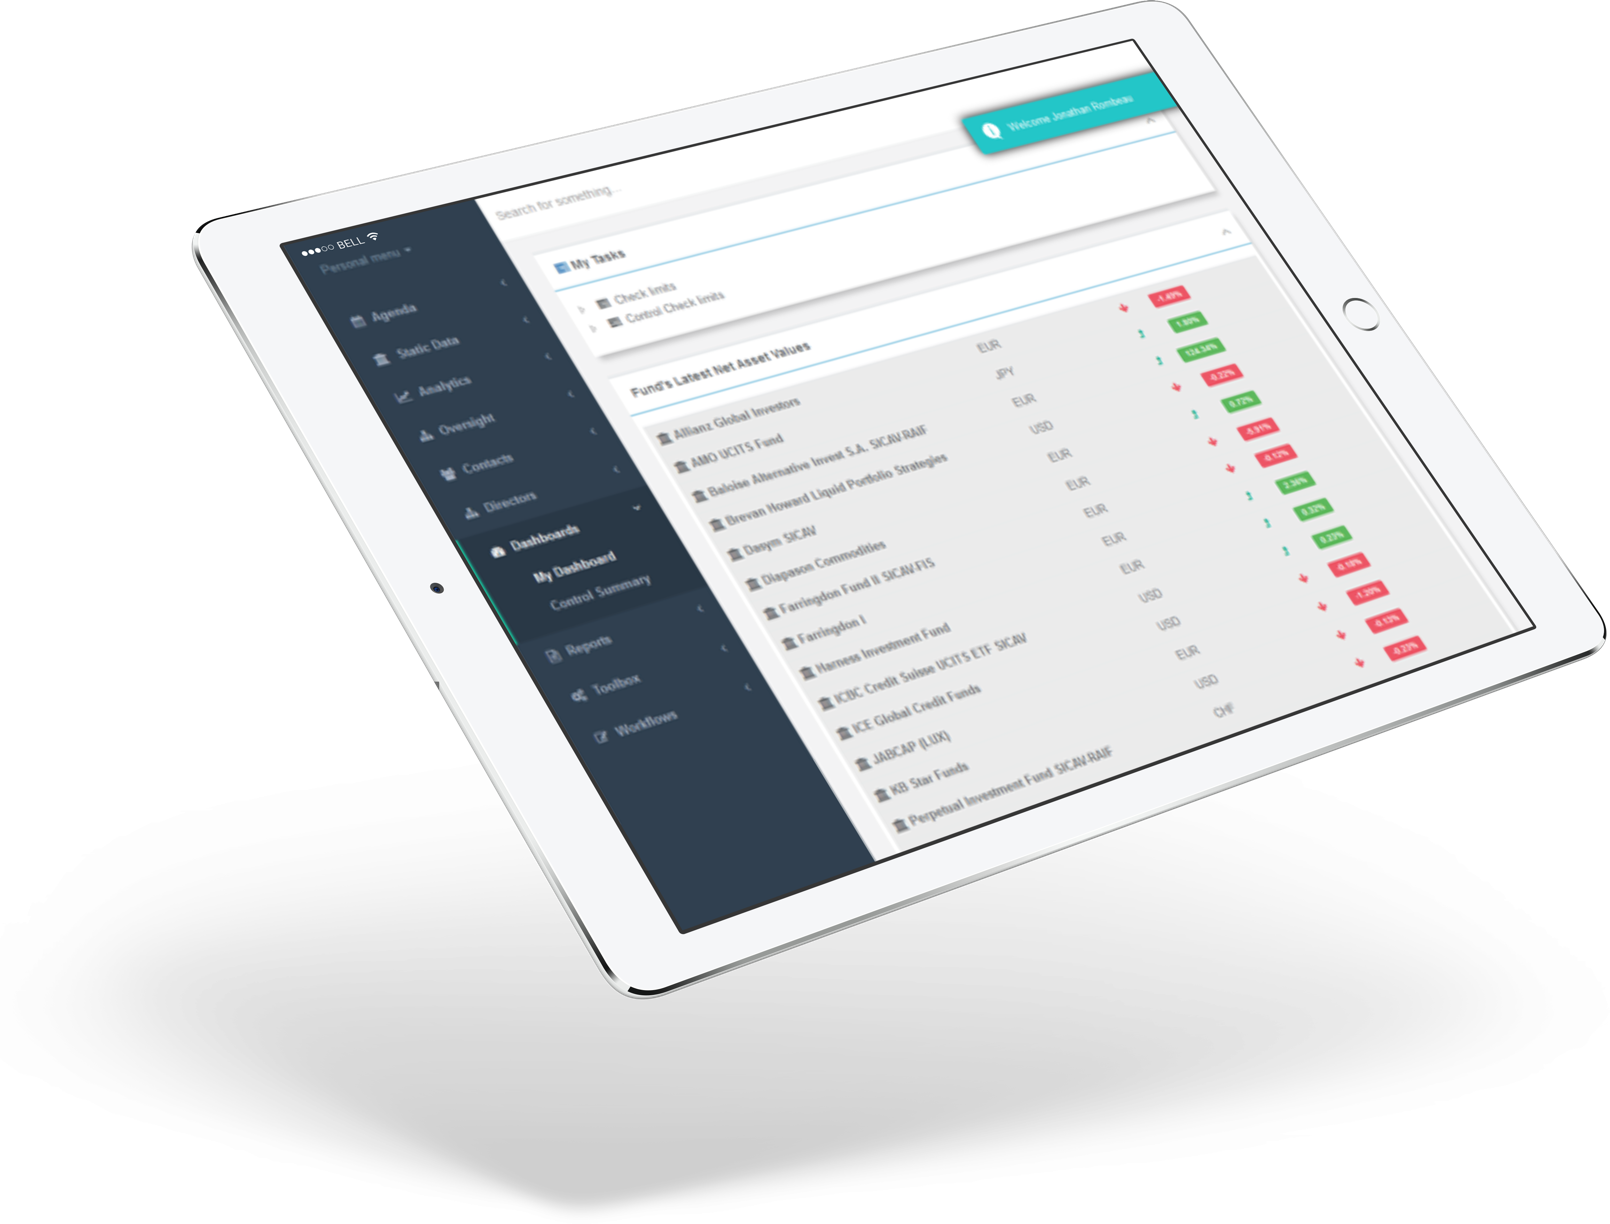 ●●●○○ BELL
Personal menu
Agenda
Static Data
Analytics
Oversight
Contacts
Directors
Dashboards
My Dashboard
Control Summary
Reports
Toolbox
Workflows
Search for something...
Welcome Jonathan Rombeau
My Tasks
Check limits
Control Check limits
Fund's Latest Net Asset Values
Allianz Global Investors EUR -1.49%
AMO UCITS Fund JPY 1.80%
Baloise Alternative Invest S.A. SICAV-RAIF EUR 124.34%
Brevan Howard Liquid Portfolio Strategies USD -0.22%
Dasym SICAV EUR 0.72%
Diapason Commodities EUR -5.91%
Farringdon Fund II SICAV-FIS EUR -0.12%
Farringdon I EUR 2.36%
Harness Investment Fund EUR 0.32%
ICBC Credit Suisse UCITS ETF SICAV USD 0.23%
ICE Global Credit Funds USD -0.18%
JABCAP (LUX) EUR -1.20%
KB Star Funds USD -0.13%
Perpetual Investment Fund SICAV-RAIF CHF -0.23%